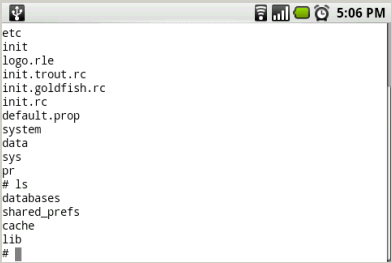 5:06 PM
etc
init
logo.rle
init.trout.rc
init.goldfish.rc
init.rc
default.prop
system
data
sys
pr
# ls
databases
shared_prefs
cache
lib
#